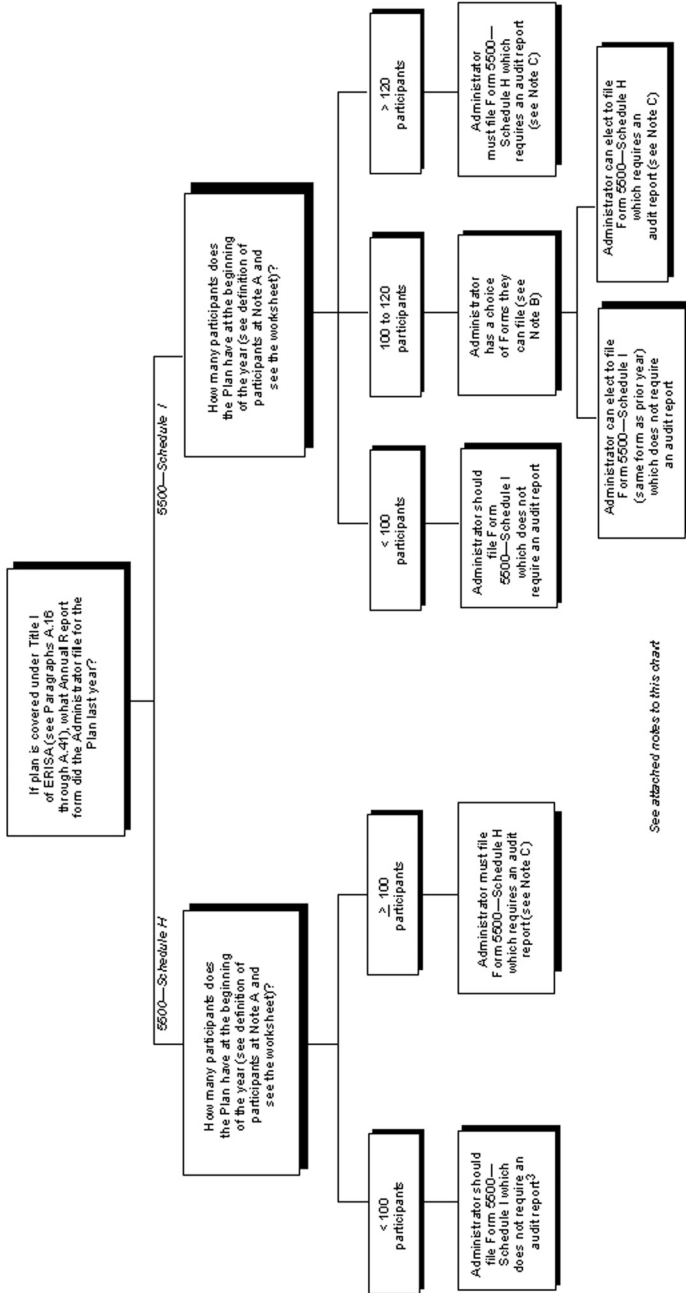 If plan is covered under Title I
of ERISA (see Paragraphs A.16
through A.41), what Annual Report
form did the Administrator file for the
Plan last year?
5500—Schedule H
5500—Schedule I
How many participants does
the Plan have at the beginning
of the year (see definition of
participants at Note A and
see the worksheet)?
How many participants does
the Plan have at the beginning
of the year (see definition of
participants at Note A and
see the worksheet)?
< 100
participants
≥ 100
participants
< 100
participants
100 to 120
participants
> 120
participants
Administrator should
file Form 5500—
Schedule I which
does not require an
audit report3
Administrator must file
Form 5500—Schedule H
which requires an audit
report (see Note C)
Administrator should
file Form
5500—Schedule I
which does not
require an audit report
Administrator
has a choice
of Forms they
can file (see
Note B)
Administrator
must file Form 5500—
Schedule H which
requires an audit report
(see Note C)
Administrator can elect to file
Form 5500—Schedule I
(same form as prior year)
which does not require
an audit report
Administrator can elect to file
Form 5500—Schedule H
which requires an
audit report (see Note C)
See attached notes to this chart